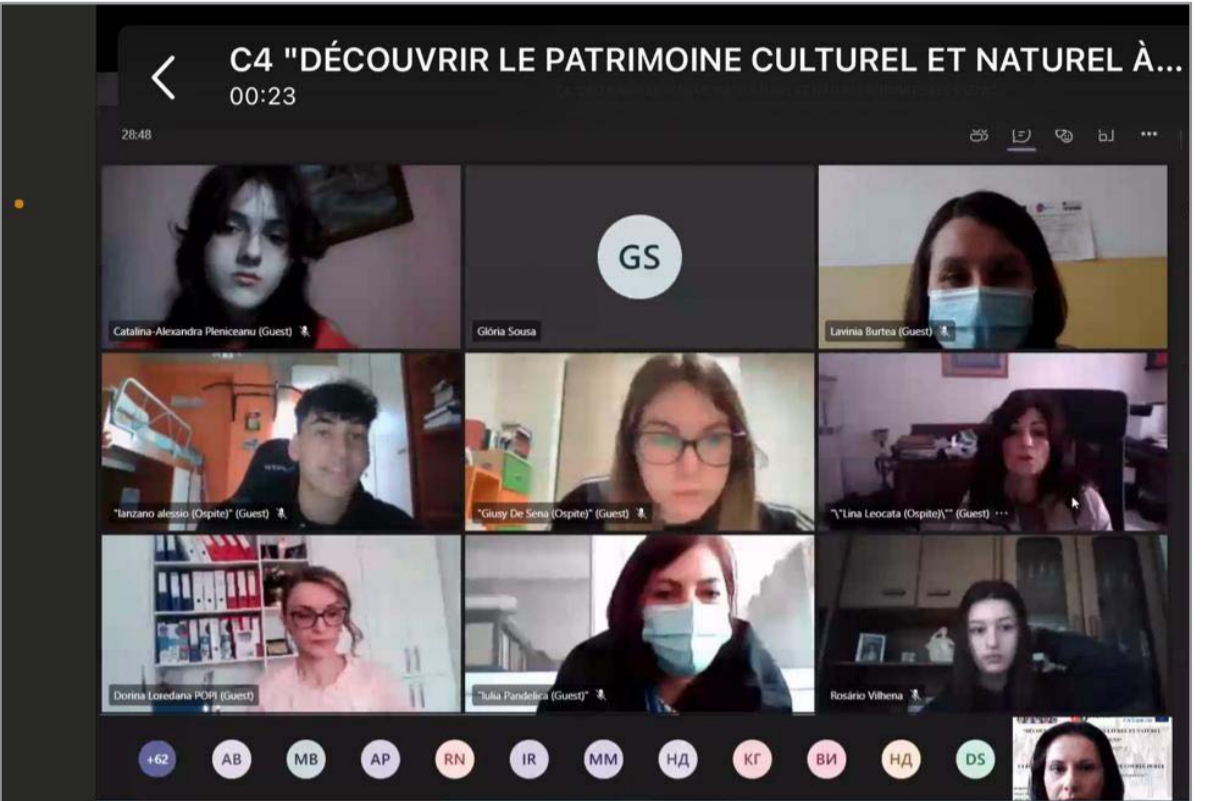 C4 "DÉCOUVRIR LE PATRIMOINE CULTUREL ET NATUREL À...
00:23
28:48
GS
Catalina-Alexandra Pleniceanu (Guest)
Glória Sousa
Lavinia Burtea (Guest)
"lanzano alessio (Ospite)" (Guest)
"Giusy De Sena (Ospite)" (Guest)
"\"Lina Leocata (Ospite)\"" (Guest) ...
Dorina Loredana POPI (Guest)
"Iulia Pandelica (Guest)"
Rosário Vilhena
+62 AB MB AP RN IR MM НД КГ ВИ НД DS